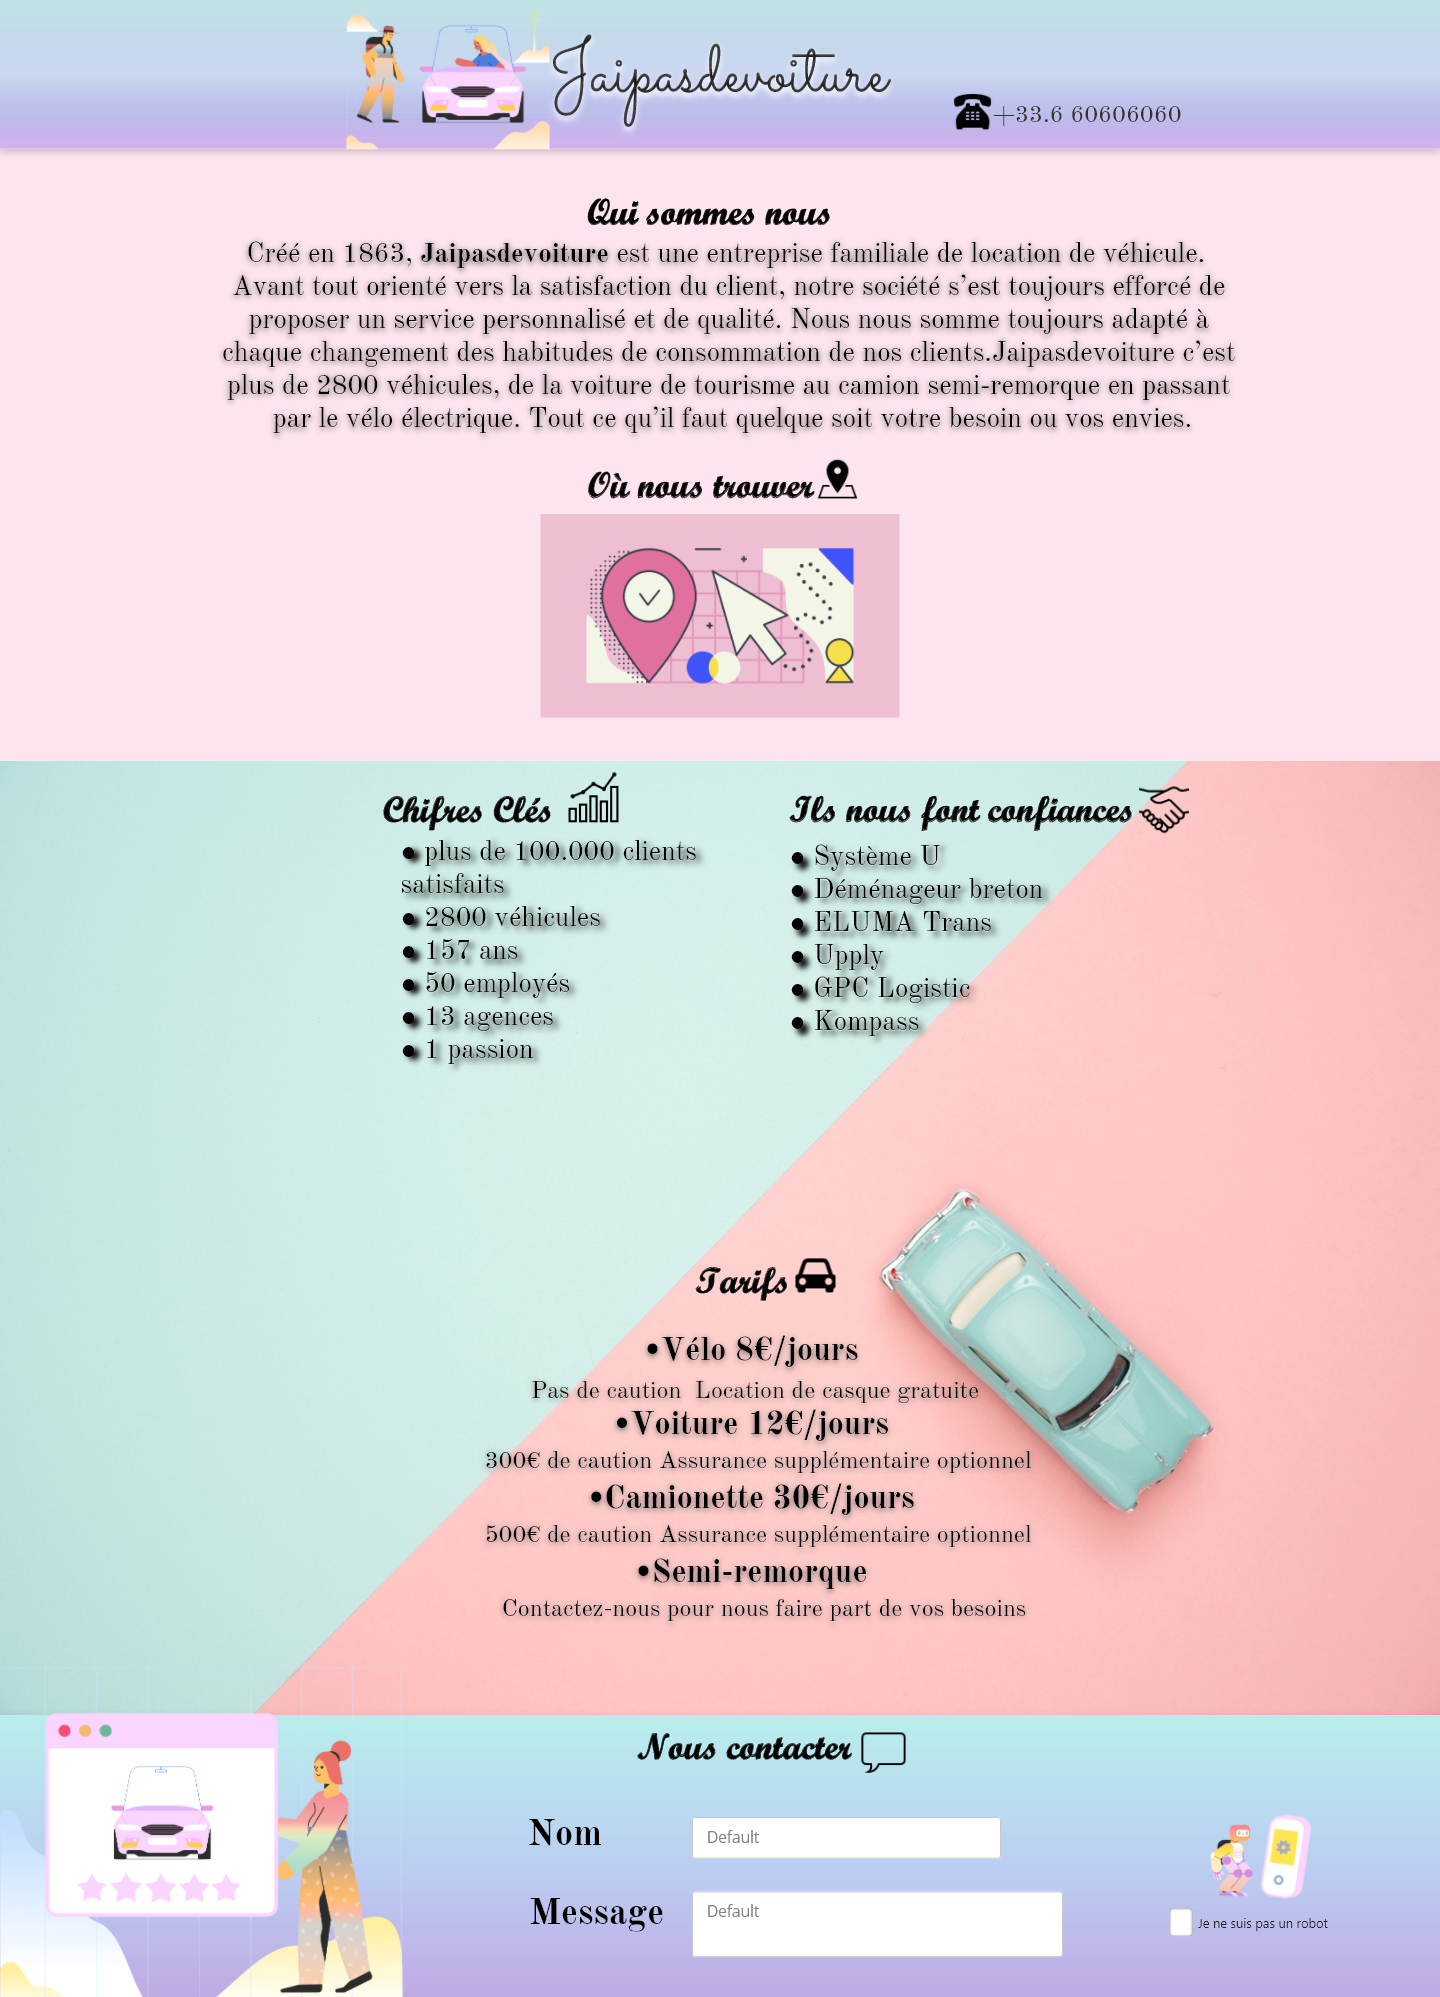 Jaipasdevoiture
+33.6 60606060
Qui sommes nous
Créé en 1863, Jaipasdevoiture est une entreprise familiale de location de véhicule.
Avant tout orienté vers la satisfaction du client, notre société s’est toujours efforcé de
proposer un service personnalisé et de qualité. Nous nous somme toujours adapté à
chaque changement des habitudes de consommation de nos clients.Jaipasdevoiture c’est
plus de 2800 véhicules, de la voiture de tourisme au camion semi-remorque en passant
par le vélo électrique. Tout ce qu’il faut quelque soit votre besoin ou vos envies.
Où nous trouver
Chifres Clés
● plus de 100.000 clients
satisfaits
● 2800 véhicules
● 157 ans
● 50 employés
● 13 agences
● 1 passion
Ils nous font confiances
● Système U
● Déménageur breton
● ELUMA Trans
● Upply
● GPC Logistic
● Kompass
Tarifs
•Vélo 8€/jours
Pas de caution  Location de casque gratuite
•Voiture 12€/jours
300€ de caution Assurance supplémentaire optionnel
•Camionette 30€/jours
500€ de caution Assurance supplémentaire optionnel
•Semi-remorque
Contactez-nous pour nous faire part de vos besoins
Nous contacter
Nom
Default
Message
Default
Je ne suis pas un robot